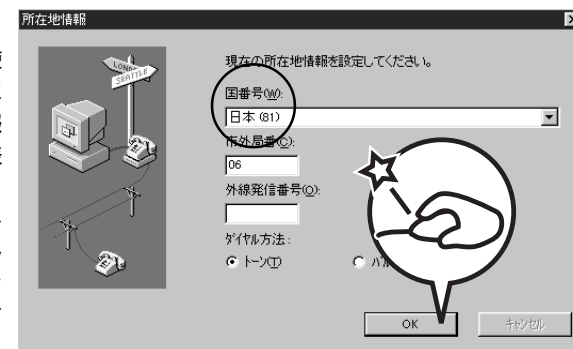 所在地情報
LONDON
SEATTLE
現在の所在地情報を設定してください。
国番号(W):
日本 (81)
市外局番(C):
06
外線発信番号(O):
ダイヤル方法:
トーン(T)
OK
キャンセル